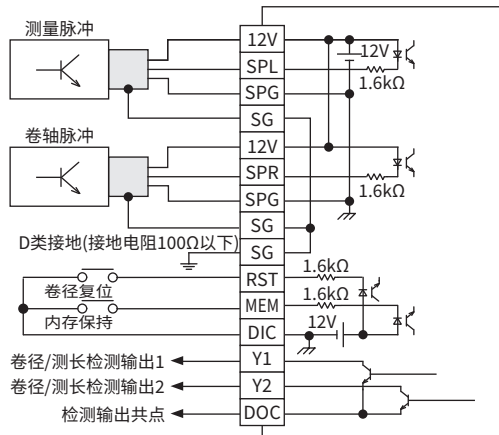 测量脉冲
12V
SPL
SPG
SG
12V
1.6kΩ
卷轴脉冲
12V
SPR
SPG
SG
1.6kΩ
D类接地(接地电阻100Ω以下)
SG
RST
MEM
DIC
卷径复位
内存保持
1.6kΩ
1.6kΩ
12V
卷径/测长检测输出1
Y1
卷径/测长检测输出2
Y2
检测输出共点
DOC